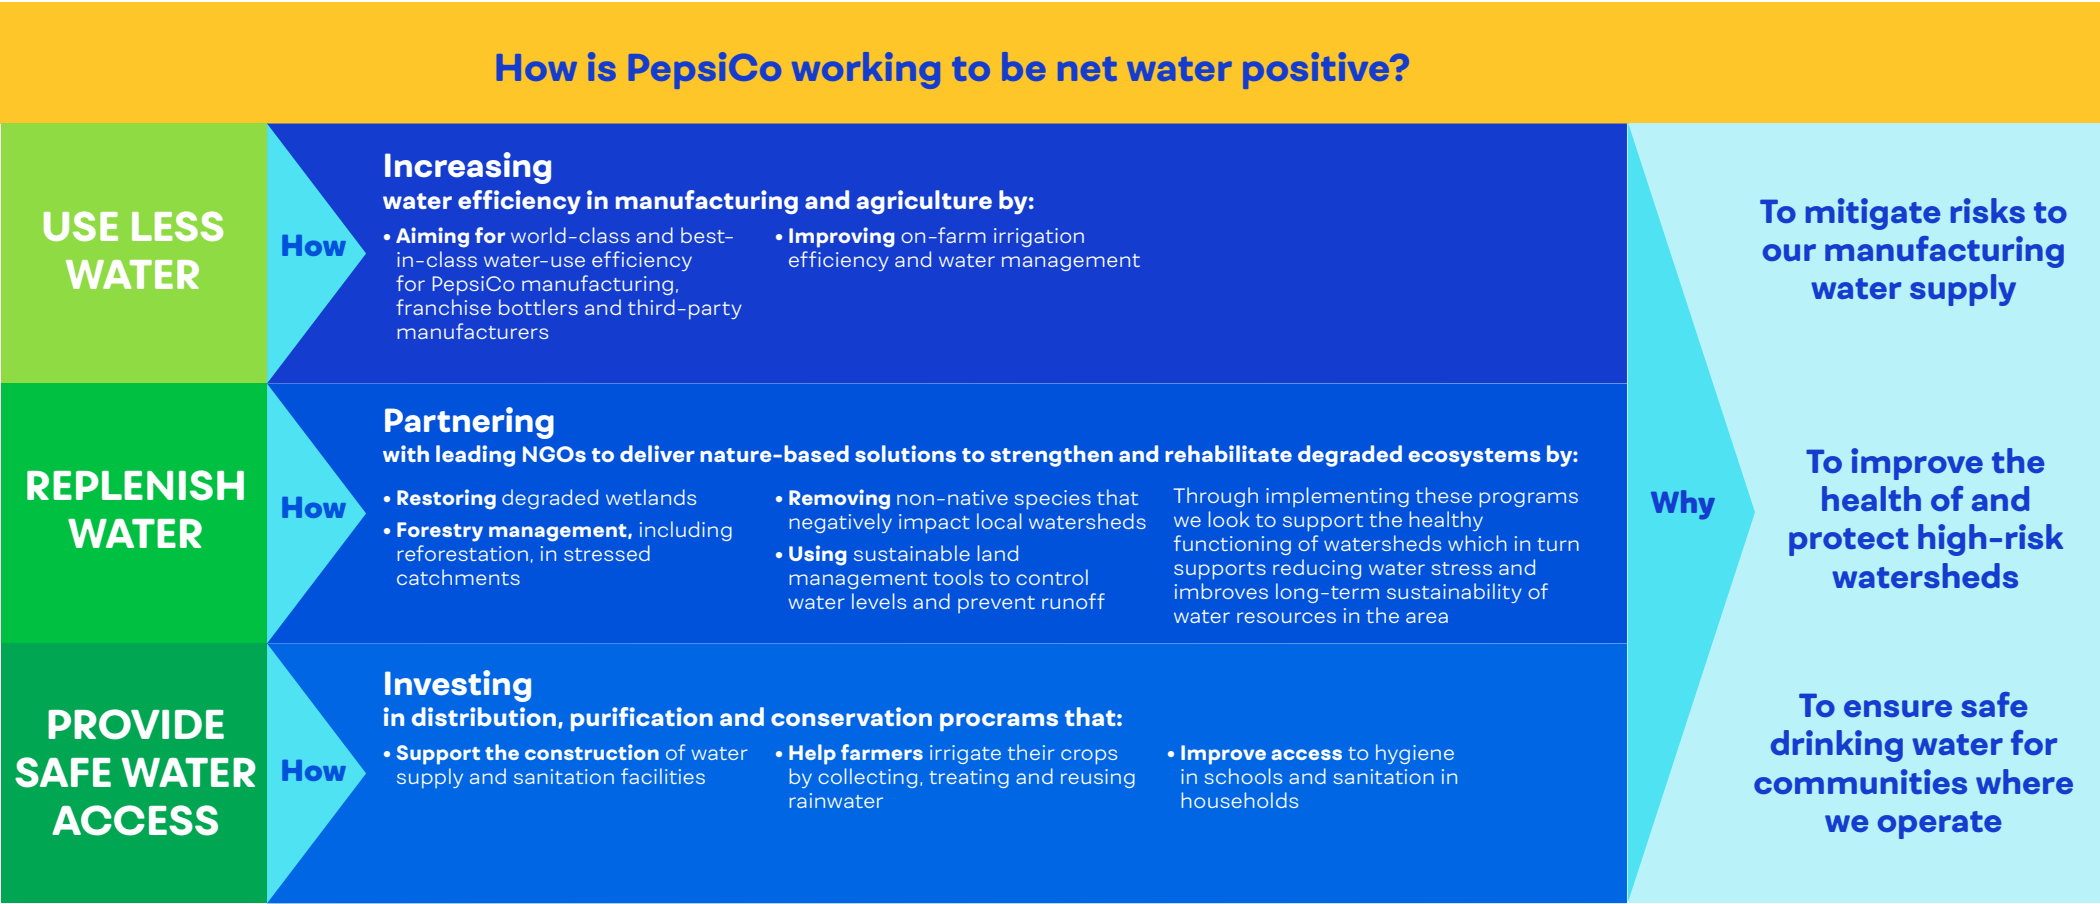 How is PepsiCo working to be net water positive?
USE LESS
WATER
How
Increasing
water efficiency in manufacturing and agriculture by:
• Aiming for world-class and best-
in-class water-use efficiency
for PepsiCo manufacturing,
franchise bottlers and third-party
manufacturers
• Improving on-farm irrigation
efficiency and water management
REPLENISH
WATER
How
Partnering
with leading NGOs to deliver nature-based solutions to strengthen and rehabilitate degraded ecosystems by:
• Restoring degraded wetlands
• Forestry management, including
reforestation, in stressed
catchments
• Removing non-native species that
negatively impact local watersheds
• Using sustainable land
management tools to control
water levels and prevent runoff
Through implementing these programs
we look to support the healthy
functioning of watersheds which in turn
supports reducing water stress and
imbroves long-term sustainability of
water resources in the area
PROVIDE
SAFE WATER
ACCESS
How
Investing
in distribution, purification and conservation procrams that:
• Support the construction of water
supply and sanitation facilities
• Help farmers irrigate their crops
by collecting, treating and reusing
rainwater
• Improve access to hygiene
in schools and sanitation in
households
Why
To mitigate risks to
our manufacturing
water supply
To improve the
health of and
protect high-risk
watersheds
To ensure safe
drinking water for
communities where
we operate